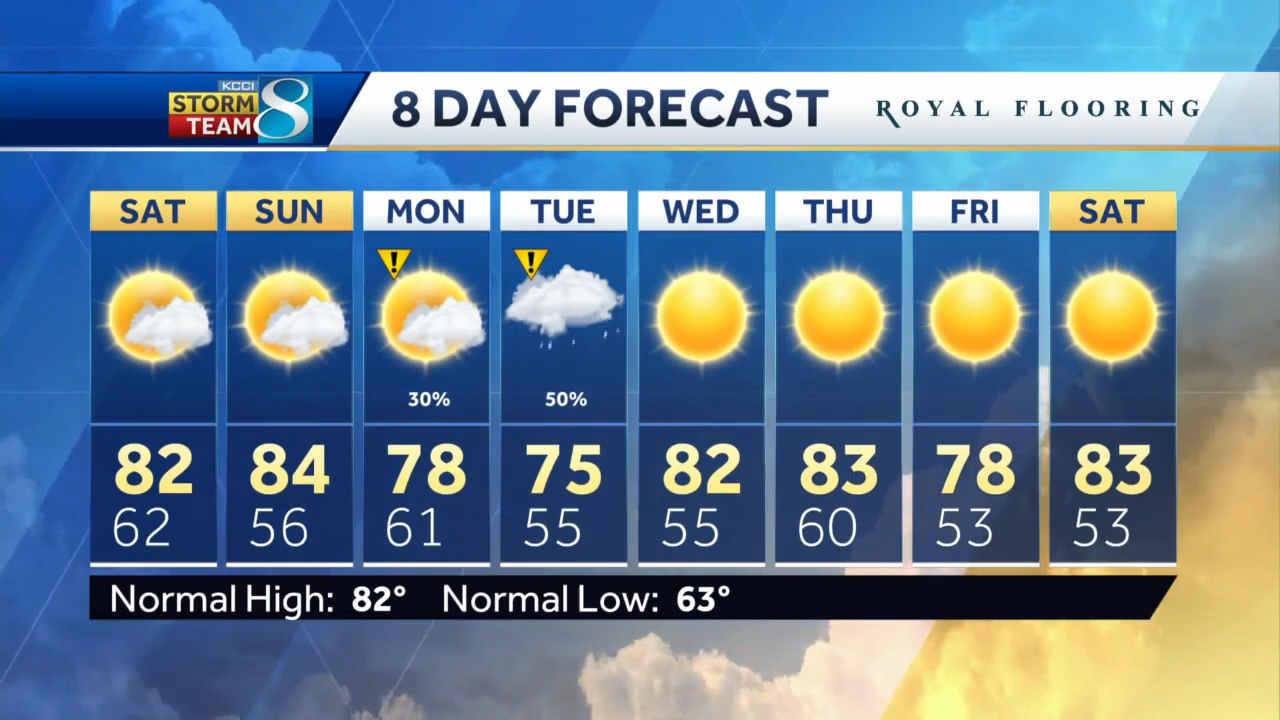 KCCI
STORM
TEAM 8
8 DAY FORECAST
ROYAL FLOORING
SAT SUN MON TUE WED THU FRI SAT
! !
30% 50%
82 84 78 75 82 83 78 83
62 56 61 55 55 60 53 53
Normal High: 82° Normal Low: 63°